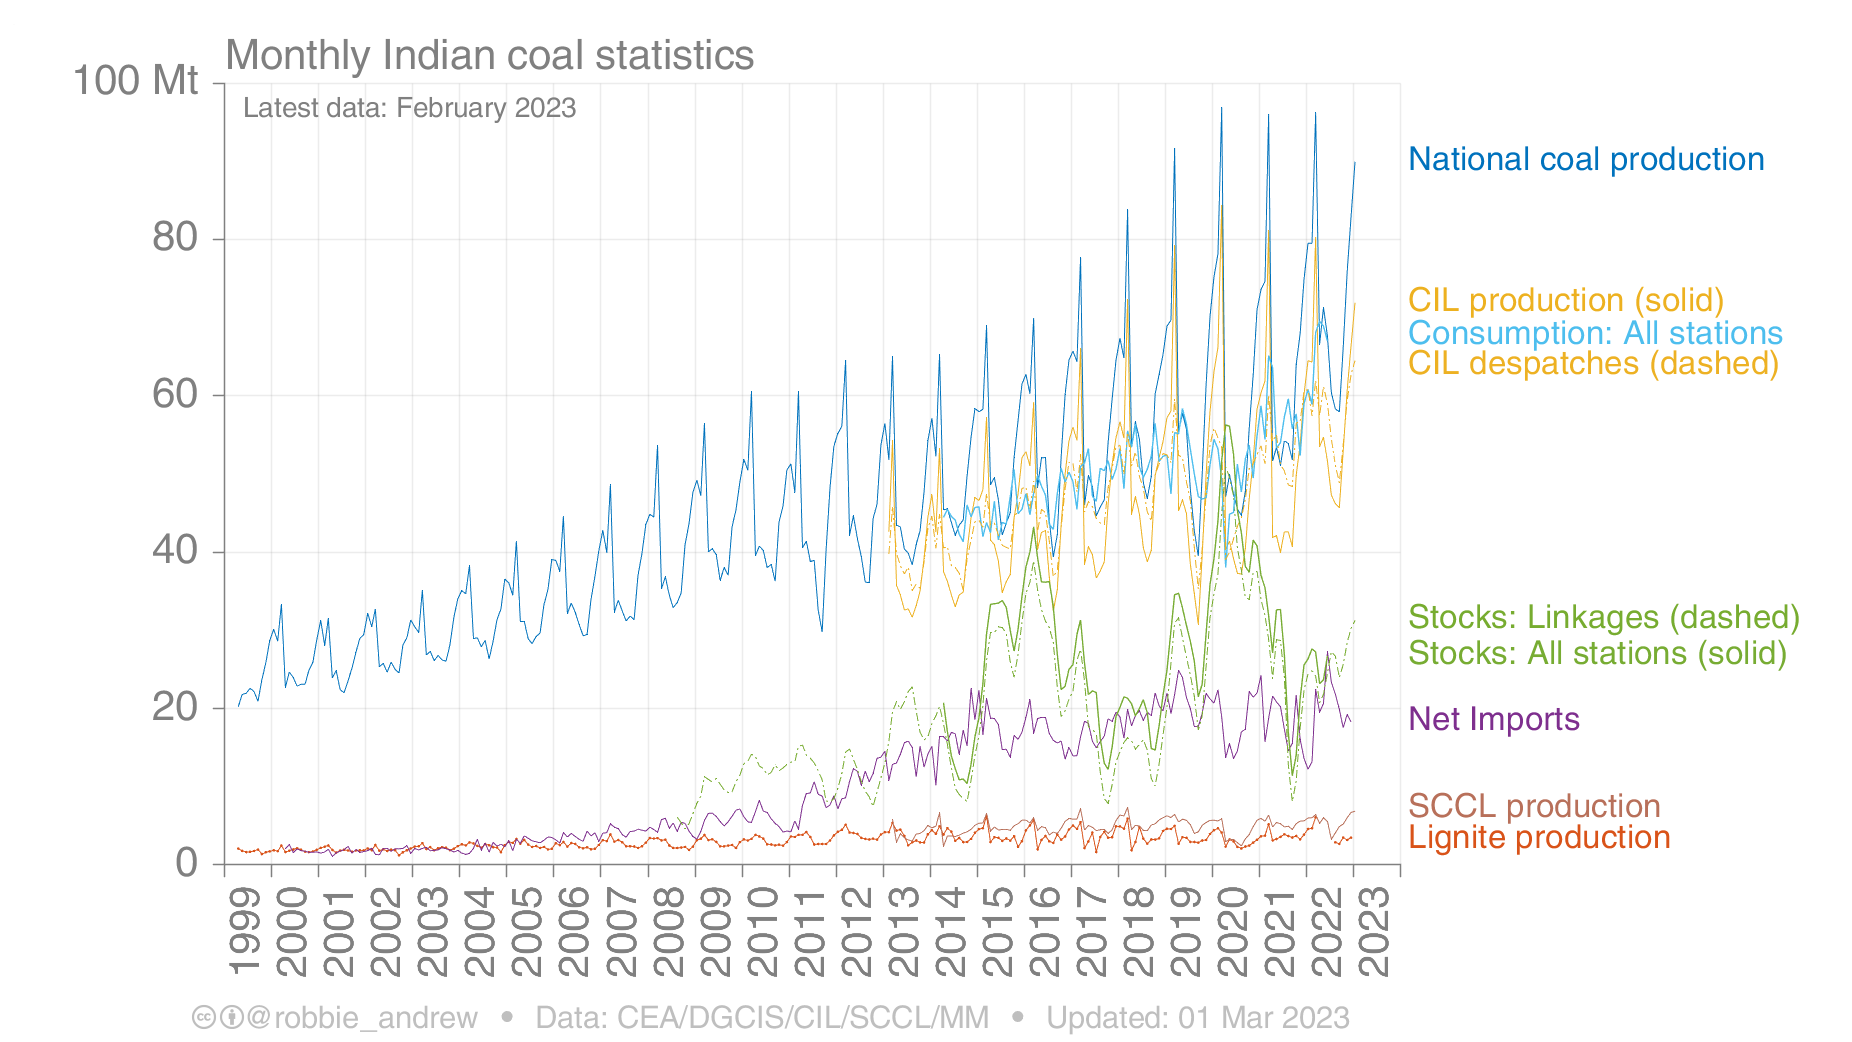 Monthly Indian coal statistics
100 Mt
Latest data: February 2023
National coal production
80
CIL production (solid)
Consumption: All stations
CIL despatches (dashed)
60
40
Stocks: Linkages (dashed)
Stocks: All stations (solid)
20
Net Imports
SCCL production
Lignite production
0
1999 2000 2001 2002 2003 2004 2005 2006 2007 2008 2009 2010 2011 2012 2013 2014 2015 2016 2017 2018 2019 2020 2021 2022 2023
@robbie_andrew • Data: CEA/DGCIS/CIL/SCCL/MM • Updated: 01 Mar 2023